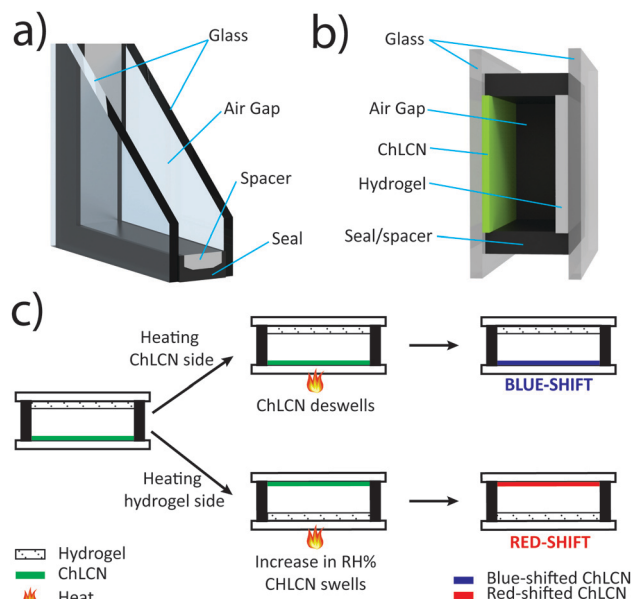 a)
Glass
Air Gap
Spacer
Seal
b)
Glass
Air Gap
ChLCN
Hydrogel
Seal/spacer
c)
Heating
ChLCN side
ChLCN deswells
BLUE-SHIFT
Heating
hydrogel side
Increase in RH%
CHLCN swells
RED-SHIFT
Hydrogel
ChLCN
Heat
Blue-shifted ChLCN
Red-shifted ChLCN